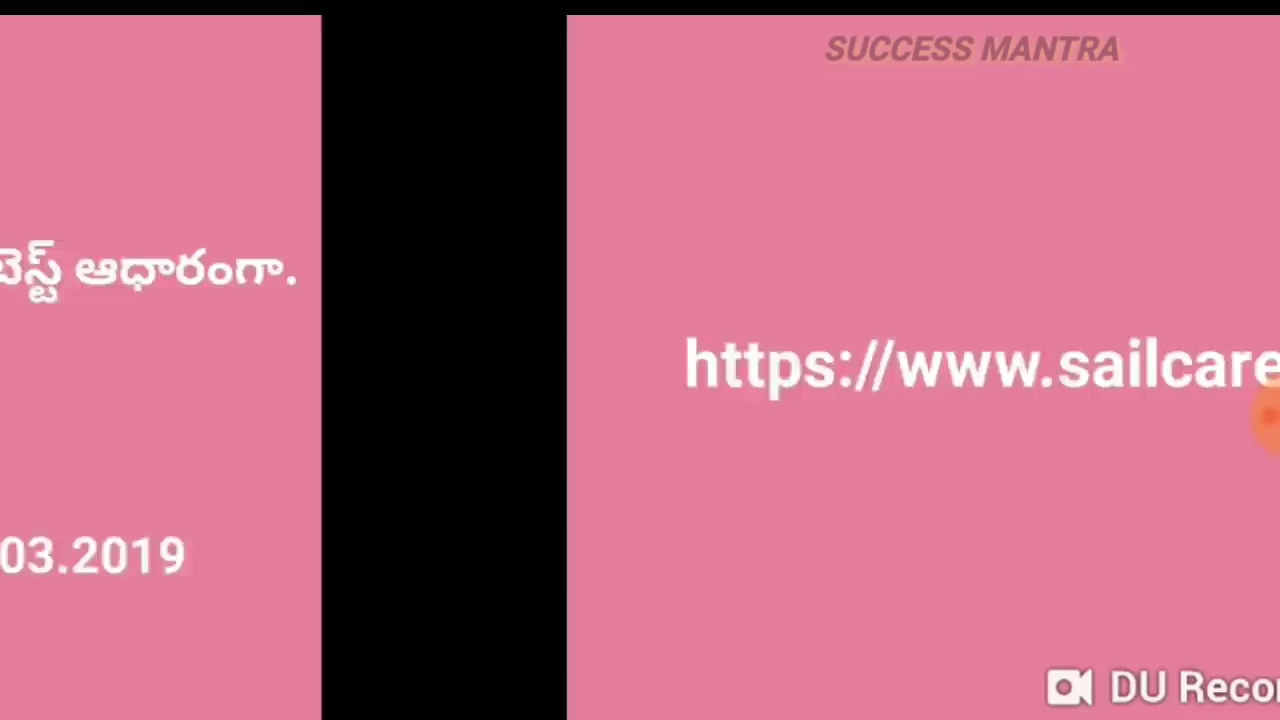 SUCCESS MANTRA
ఆధారంగా.
https://www.sailcare
03.2019
DU Recor